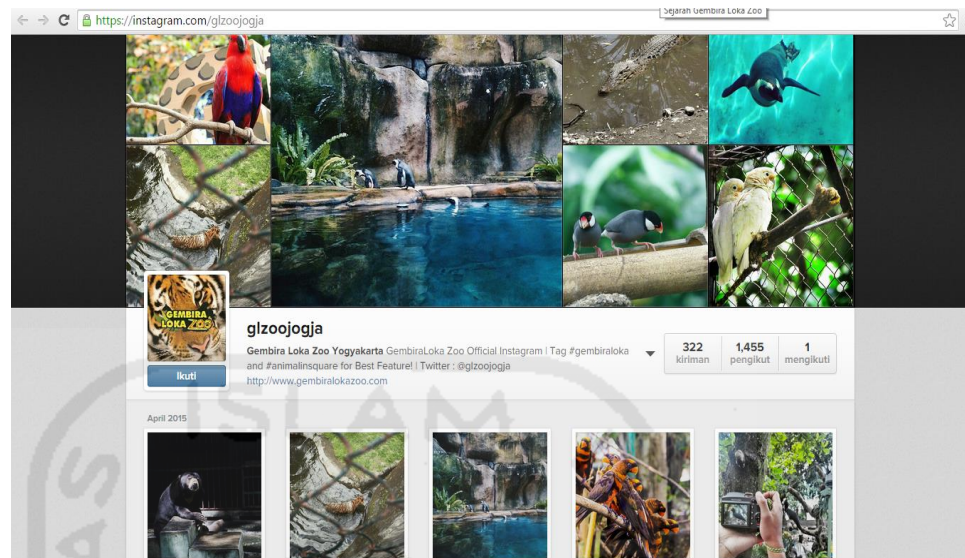 Sejarah Gembira Loka Zoo
https://instagram.com/glzoojogja
GEMBIRA
LOKA ZOO
Ikuti
glzoojogja
Gembira Loka Zoo Yogyakarta GembiraLoka Zoo Official Instagram | Tag #gembiraloka
and #animalinsquare for Best Feature! | Twitter : @glzoojogja
http://www.gembiralokazoo.com
322 1,455 1
kiriman pengikut mengikuti
April 2015
ISLAM
AS